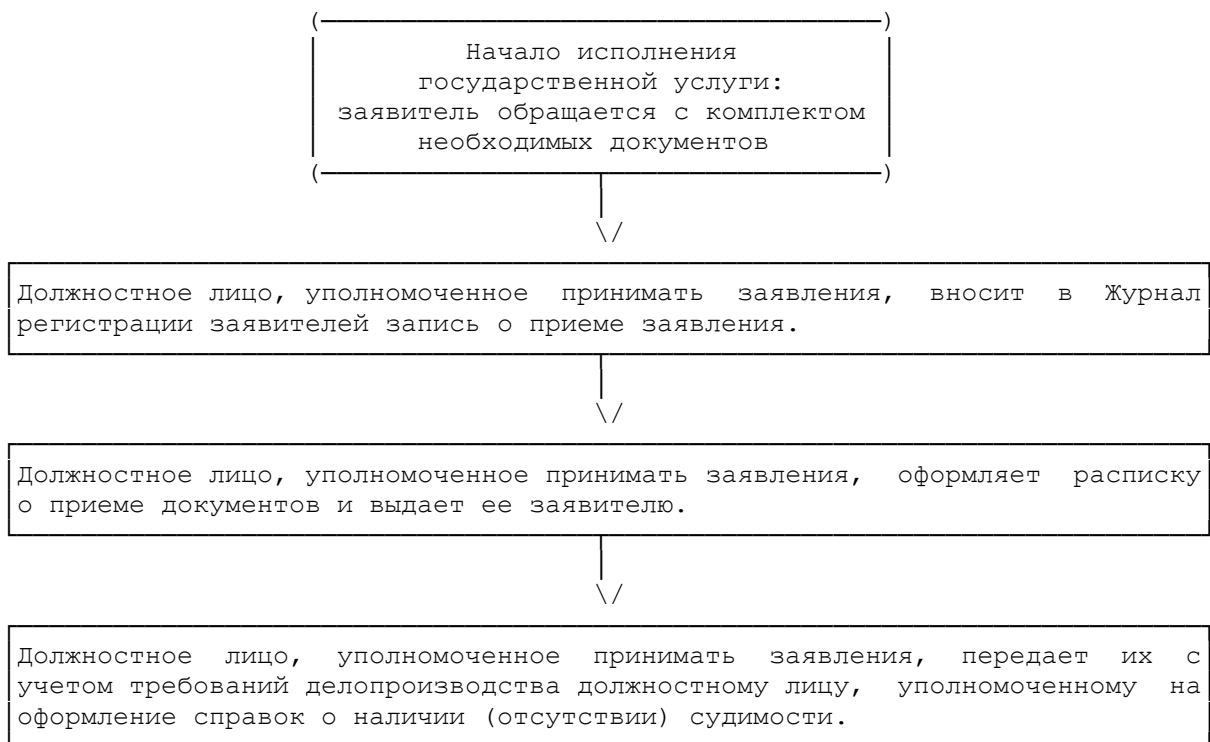 Начало исполнения
государственной услуги:
заявитель обращается с комплектом
необходимых документов
Должностное лицо, уполномоченное принимать заявления, вносит в Журнал
регистрации заявителей запись о приеме заявления.
Должностное лицо, уполномоченное принимать заявления, оформляет расписку
о приеме документов и выдает ее заявителю.
Должностное лицо, уполномоченное принимать заявления, передает их с
учетом требований делопроизводства должностному лицу, уполномоченному на
оформление справок о наличии (отсутствии) судимости.